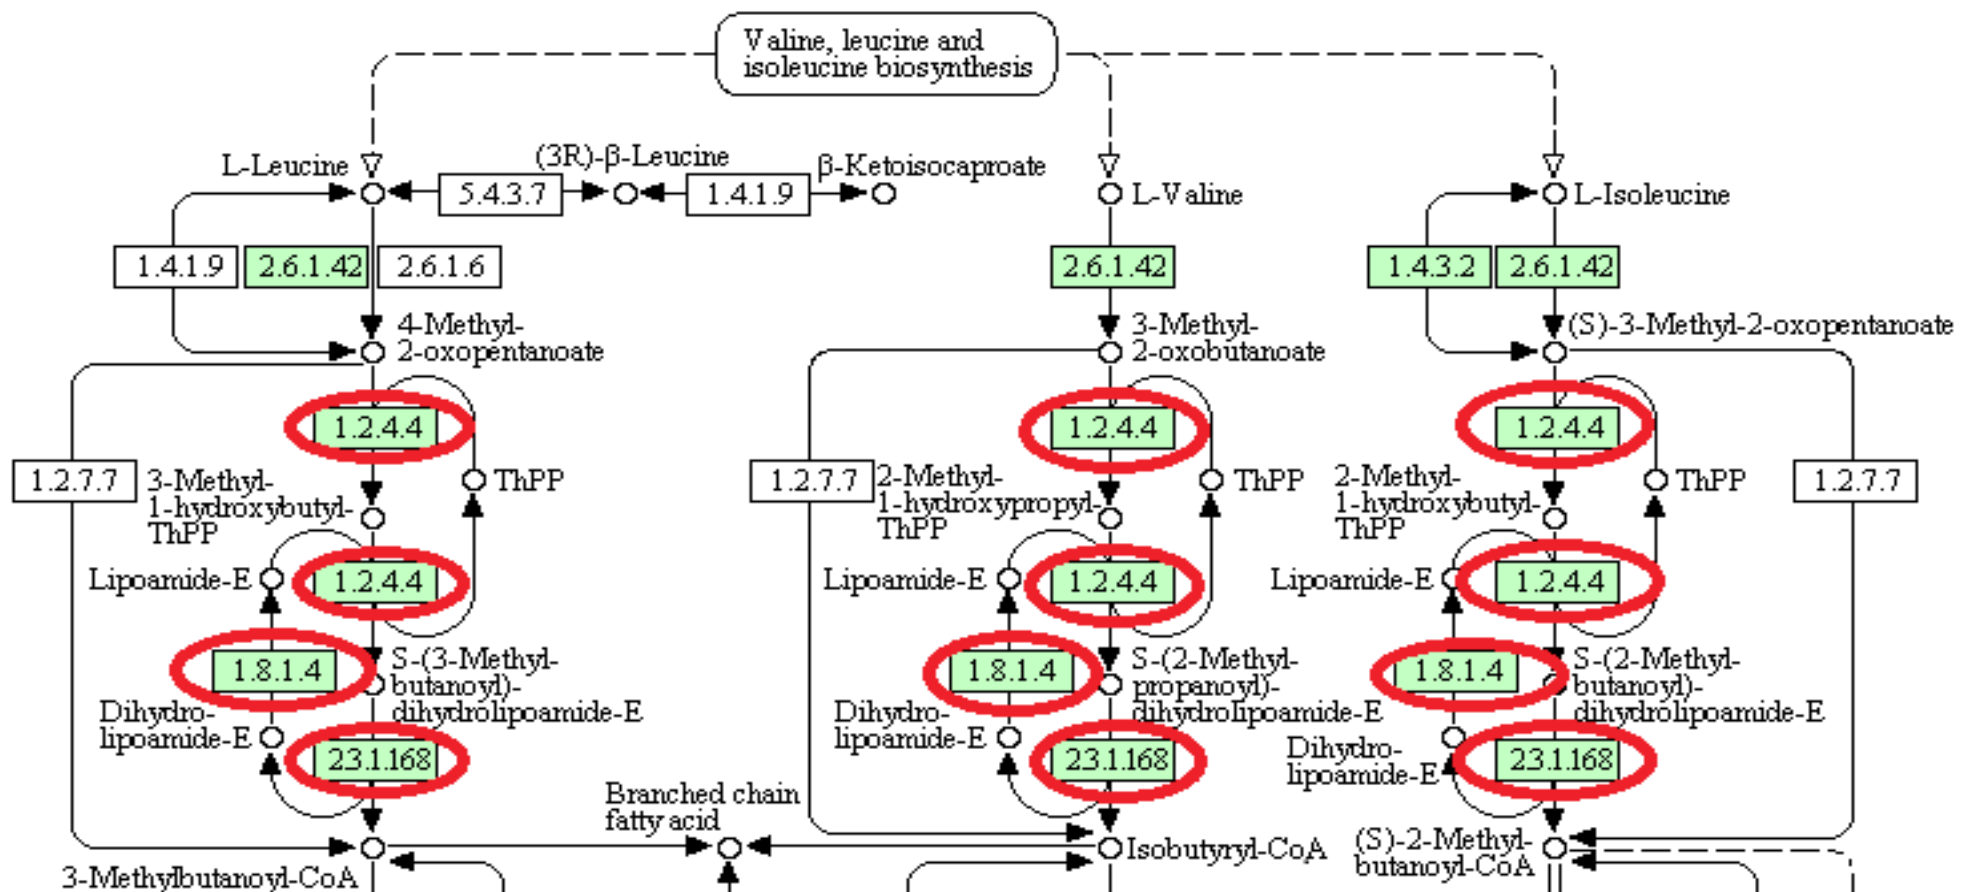 Valine, leucine and
isoleucine biosynthesis
L-Leucine
(3R)-β-Leucine
β-Ketoisocaproate
L-Valine
L-Isoleucine
5.4.3.7
1.4.1.9
1.4.1.9
2.6.1.42
2.6.1.6
2.6.1.42
1.4.3.2
2.6.1.42
4-Methyl-
2-oxopentanoate
3-Methyl-
2-oxobutanoate
(S)-3-Methyl-2-oxopentanoate
1.2.4.4
1.2.4.4
1.2.4.4
1.2.7.7
3-Methyl-
1-hydroxybutyl-
ThPP
ThPP
1.2.7.7
2-Methyl-
1-hydroxypropyl-
ThPP
ThPP
2-Methyl-
1-hydroxybutyl-
ThPP
ThPP
1.2.7.7
Lipoamide-E
1.2.4.4
Lipoamide-E
1.2.4.4
Lipoamide-E
1.2.4.4
1.8.1.4
S-(3-Methyl-
butanoyl)-
dihydrolipoamide-E
1.8.1.4
S-(2-Methyl-
propanoyl)-
dihydrolipoamide-E
1.8.1.4
S-(2-Methyl-
butanoyl)-
dihydrolipoamide-E
Dihydro-
lipoamide-E
23.1.168
Dihydro-
lipoamide-E
23.1.168
Dihydro-
lipoamide-E
23.1.168
Branched chain
fatty acid
3-Methylbutanoyl-CoA
Isobutyryl-CoA
(S)-2-Methyl-
butanoyl-CoA